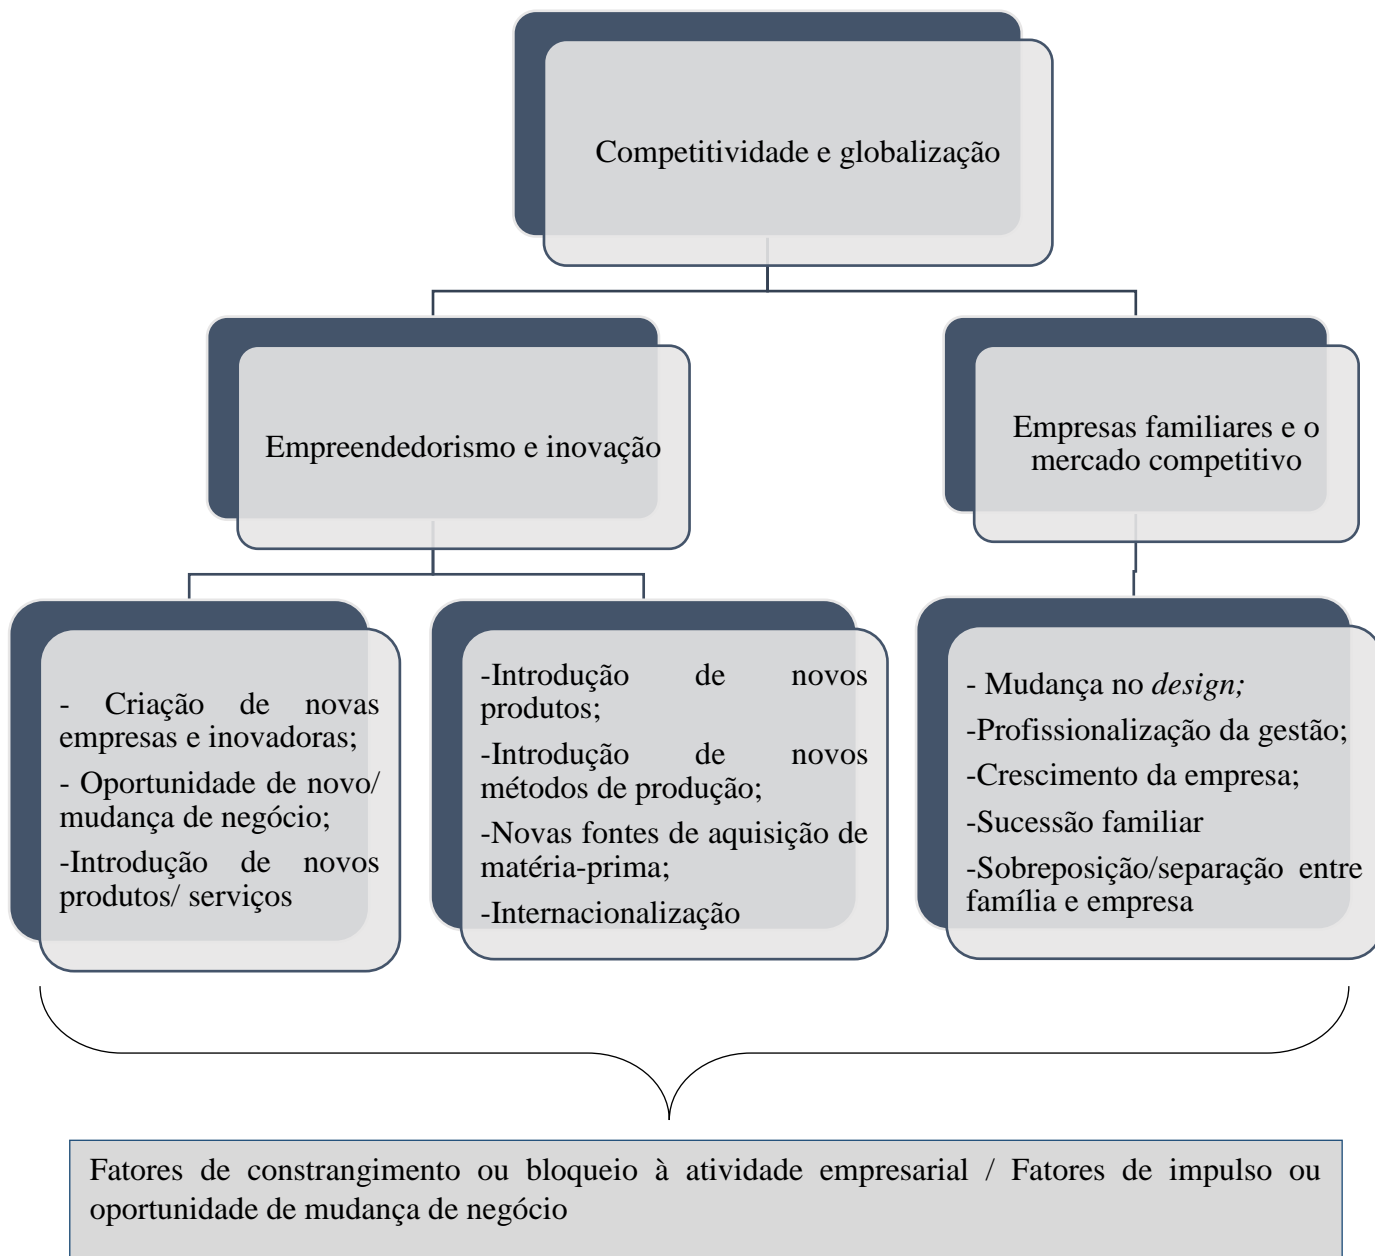 Competitividade e globalização
Empreendedorismo e inovação
Empresas familiares e o
mercado competitivo
- Criação de novas
empresas e inovadoras;
- Oportunidade de novo/
mudança de negócio;
-Introdução de novos
produtos/ serviços
-Introdução de novos
produtos;
-Introdução de novos
métodos de produção;
-Novas fontes de aquisição de
matéria-prima;
-Internacionalização
- Mudança no design;
-Profissionalização da gestão;
-Crescimento da empresa;
-Sucessão familiar
-Sobreposição/separação entre
família e empresa
Fatores de constrangimento ou bloqueio à atividade empresarial / Fatores de impulso ou
oportunidade de mudança de negócio